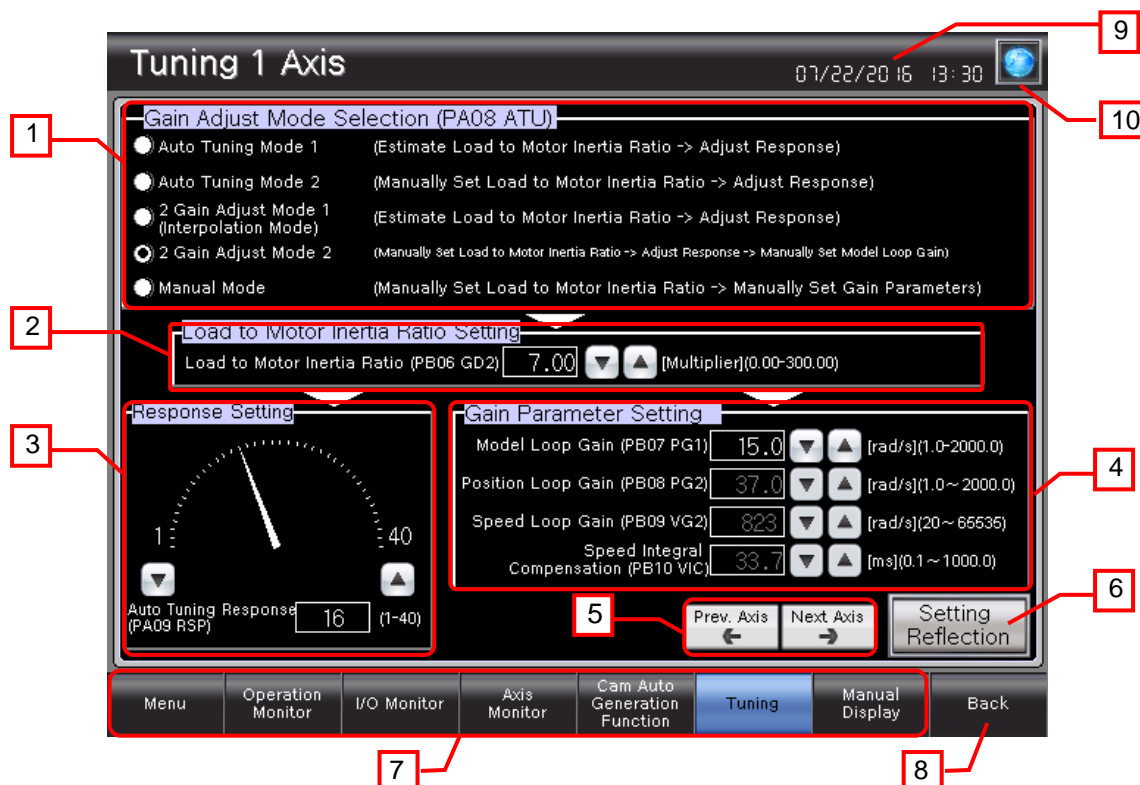 9
Tuning 1 Axis
07/22/2016 13:30
10
1
Gain Adjust Mode Selection (PA08 ATU)
Auto Tuning Mode 1 (Estimate Load to Motor Inertia Ratio -> Adjust Response)
Auto Tuning Mode 2 (Manually Set Load to Motor Inertia Ratio -> Adjust Response)
2 Gain Adjust Mode 1
(Interpolation Mode) (Estimate Load to Motor Inertia Ratio -> Adjust Response)
2 Gain Adjust Mode 2 (Manually Set Load to Motor Inertia Ratio -> Adjust Response -> Manually Set Model Loop Gain)
Manual Mode (Manually Set Load to Motor Inertia Ratio -> Manually Set Gain Parameters)
2
Load to Motor Inertia Ratio Setting
Load to Motor Inertia Ratio (PB06 GD2) 7.00 [Multiplier](0.00-300.00)
3
Response Setting
1
40
Auto Tuning Response
(PA09 RSP) 16 (1-40)
Gain Parameter Setting
Model Loop Gain (PB07 PG1) 15.0 [rad/s](1.0-2000.0)
Position Loop Gain (PB08 PG2) 37.0 [rad/s](1.0~2000.0)
Speed Loop Gain (PB09 VG2) 823 [rad/s](20~65535)
Speed Integral
Compensation (PB10 VIC) 33.7 [ms](0.1~1000.0)
4
5
Prev. Axis
Next Axis
Setting
Reflection
6
Menu
Operation
Monitor
I/O Monitor
Axis
Monitor
Cam Auto
Generation
Function
Tuning
Manual
Display
Back
7
8